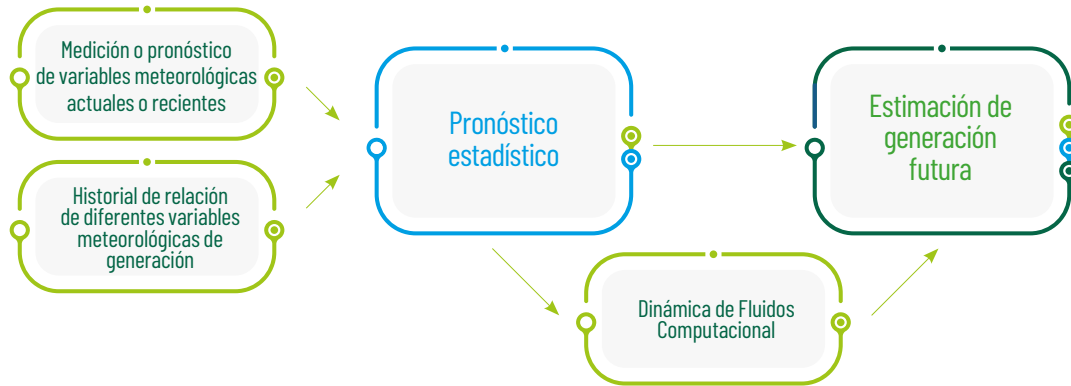 Medición o pronóstico
de variables meteorológicas
actuales o recientes
Historial de relación
de diferentes variables
meteorológicas de
generación
Pronóstico
estadístico
Dinámica de Fluidos
Computacional
Estimación de
generación
futura